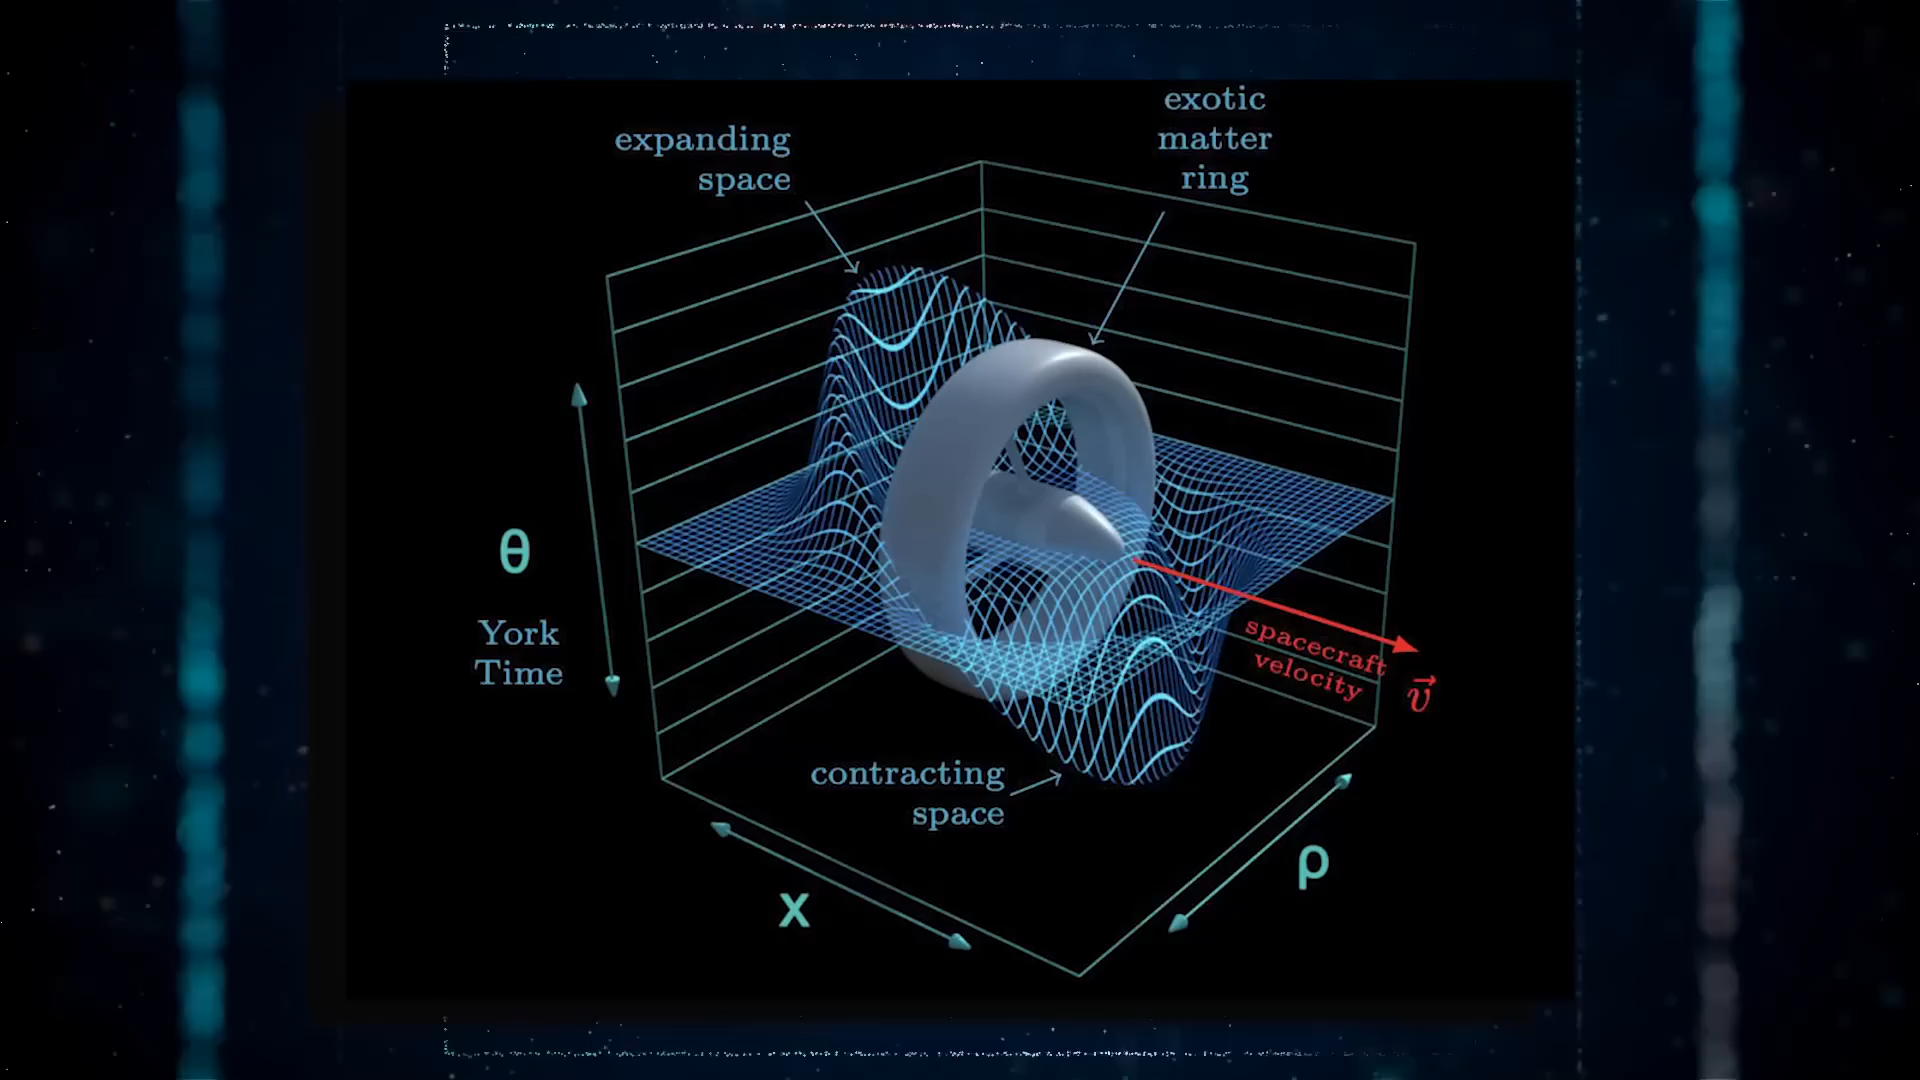 expanding
space
exotic
matter
ring
θ
York
Time
spacecraft
velocity
v⃗
contracting
space
x
ρ